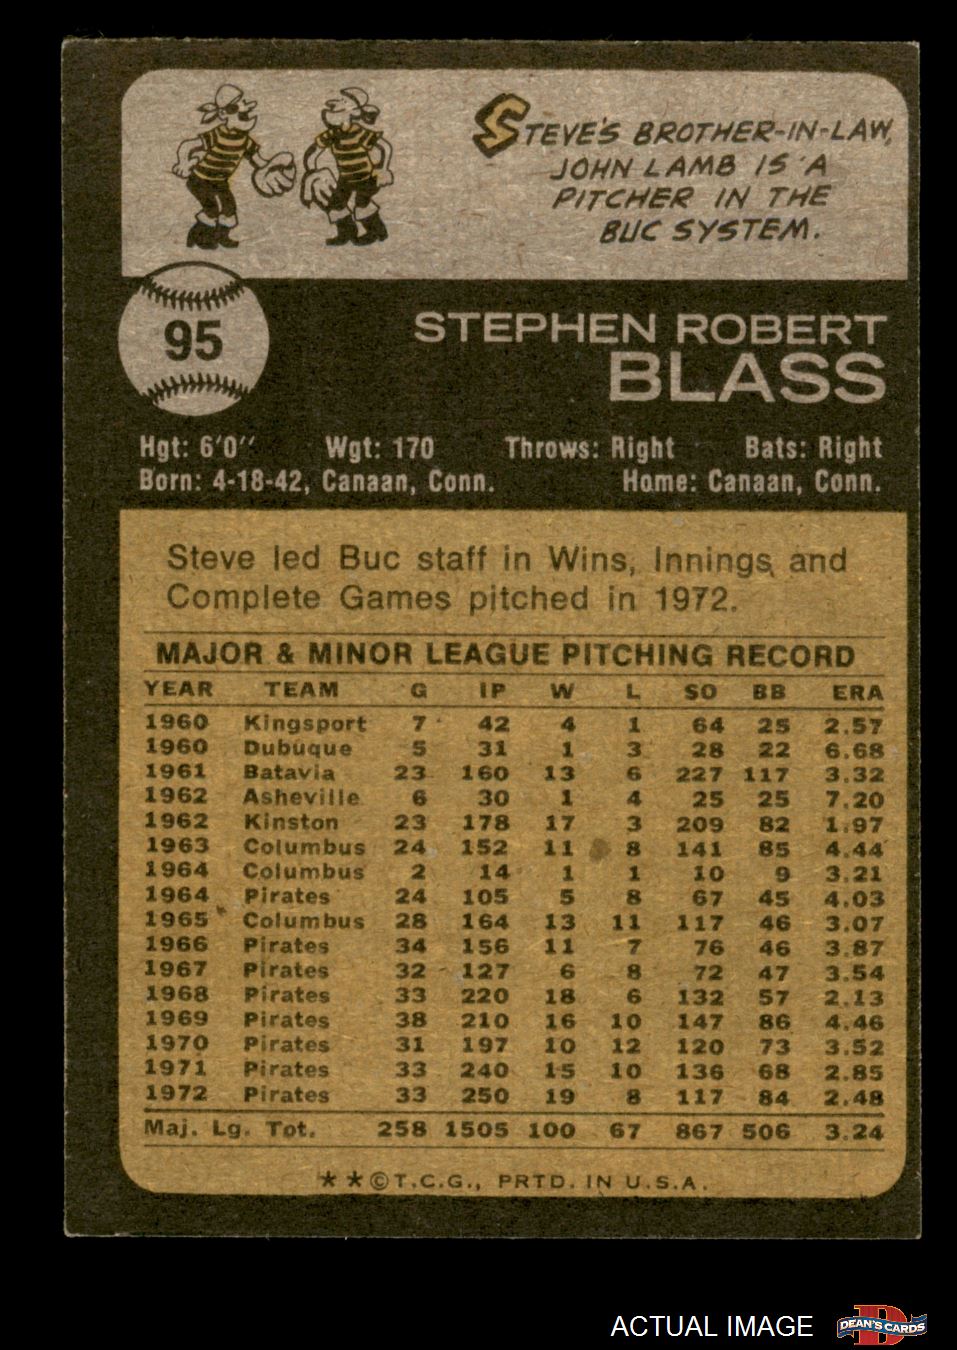 STEVE'S BROTHER-IN-LAW,
JOHN LAMB IS A
PITCHER IN THE
BUC SYSTEM.
95
STEPHEN ROBERT
BLASS
Hgt: 6'0" Wgt: 170 Throws: Right Bats: Right
Born: 4-18-42, Canaan, Conn. Home: Canaan, Conn.
Steve led Buc staff in Wins, Innings and
Complete Games pitched in 1972.
MAJOR & MINOR LEAGUE PITCHING RECORD
YEAR TEAM G IP W L SO BB ERA
1960 Kingsport 7 42 4 1 64 25 2.57
1960 Dubuque 5 31 1 3 28 22 6.68
1961 Batavia 23 160 13 6 227 117 3.32
1962 Asheville 6 30 1 4 25 25 7.20
1962 Kinston 23 178 17 3 209 82 1.97
1963 Columbus 24 152 11 8 141 85 4.44
1964 Columbus 2 14 1 1 10 9 3.21
1964 Pirates 24 105 5 8 67 45 4.03
1965 Columbus 28 164 13 11 117 46 3.07
1966 Pirates 34 156 11 7 76 46 3.87
1967 Pirates 32 127 6 8 72 47 3.54
1968 Pirates 33 220 18 6 132 57 2.13
1969 Pirates 38 210 16 10 147 86 4.46
1970 Pirates 31 197 10 12 120 73 3.52
1971 Pirates 33 240 15 10 136 68 2.85
1972 Pirates 33 250 19 8 117 84 2.48
Maj. Lg. Tot. 258 1505 100 67 867 506 3.24
★★©T.C.G., PRTD. IN U.S.A.
ACTUAL IMAGE DEAN'S CARDS